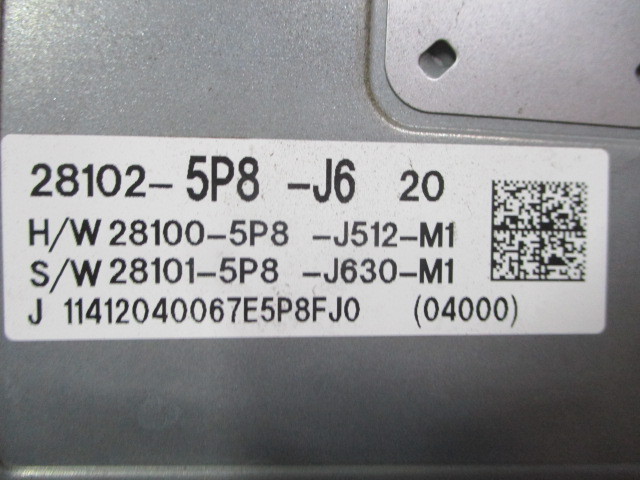 28102-5P8 -J6 20
H/W 28100-5P8 -J512-M1
S/W 28101-5P8 -J630-M1
J 11412040067E5P8FJ0 (04000)